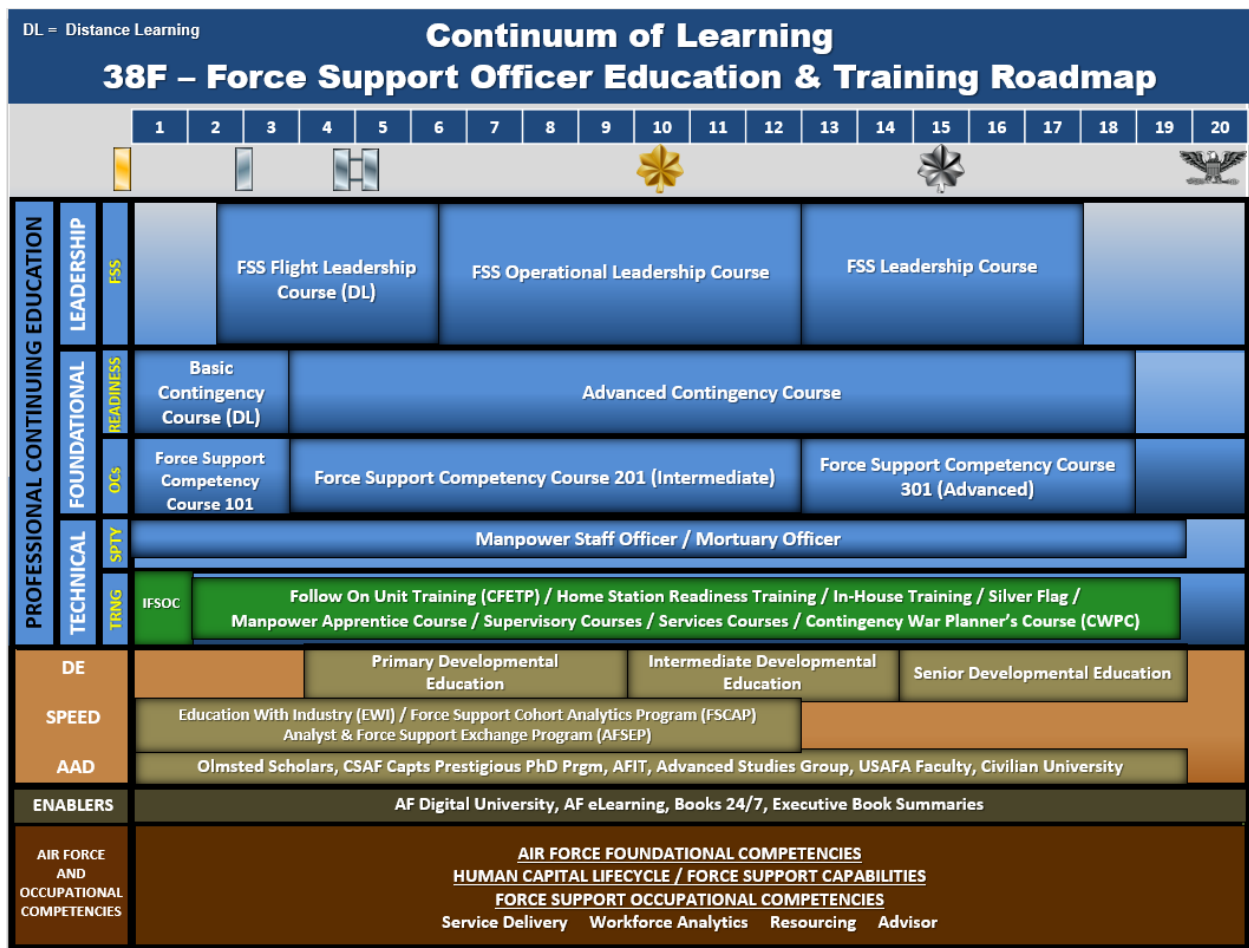 DL = Distance Learning
Continuum of Learning
38F – Force Support Officer Education & Training Roadmap
1 2 3 4 5 6 7 8 9 10 11 12 13 14 15 16 17 18 19 20
PROFESSIONAL CONTINUING EDUCATION
LEADERSHIP
FSS
FSS Flight Leadership
Course (DL)
FSS Operational Leadership Course
FSS Leadership Course
FOUNDATIONAL
READINESS
Basic
Contingency
Course (DL)
Advanced Contingency Course
OCs
Force Support
Competency
Course 101
Force Support Competency Course 201 (Intermediate)
Force Support Competency Course
301 (Advanced)
TECHNICAL
SPTY
Manpower Staff Officer / Mortuary Officer
TRNG
IFSOC
Follow On Unit Training (CFETP) / Home Station Readiness Training / In-House Training / Silver Flag /
Manpower Apprentice Course / Supervisory Courses / Services Courses / Contingency War Planner's Course (CWPC)
DE
Primary Developmental
Education
Intermediate Developmental
Education
Senior Developmental Education
SPEED
Education With Industry (EWI) / Force Support Cohort Analytics Program (FSCAP)
Analyst & Force Support Exchange Program (AFSEP)
AAD
Olmsted Scholars, CSAF Capts Prestigious PhD Prgm, AFIT, Advanced Studies Group, USAFA Faculty, Civilian University
ENABLERS
AF Digital University, AF eLearning, Books 24/7, Executive Book Summaries
AIR FORCE
AND
OCCUPATIONAL
COMPETENCIES
AIR FORCE FOUNDATIONAL COMPETENCIES
HUMAN CAPITAL LIFECYCLE / FORCE SUPPORT CAPABILITIES
FORCE SUPPORT OCCUPATIONAL COMPETENCIES
Service Delivery Workforce Analytics Resourcing Advisor